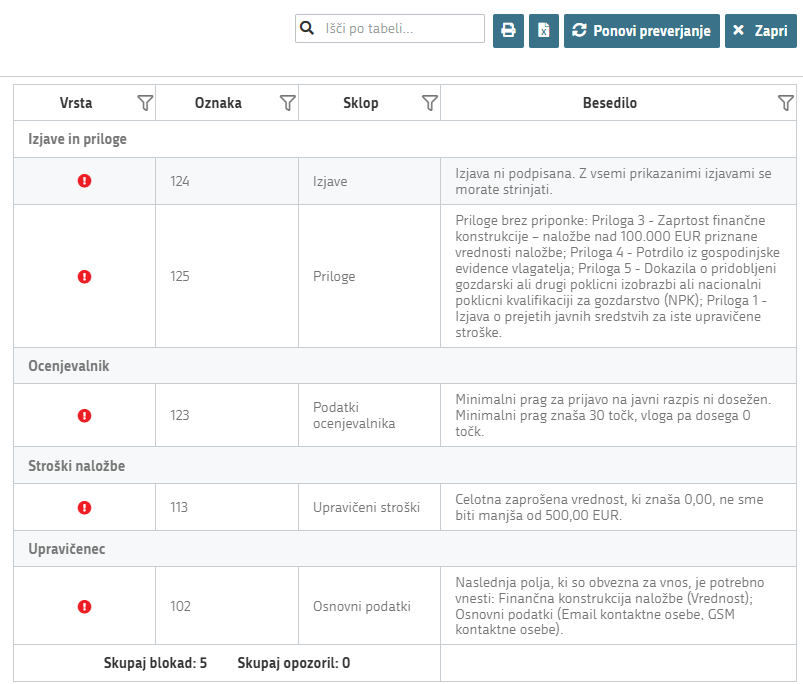 Išči po tabeli...
Ponovi preverjanje
Zapri
Vrsta Oznaka Sklop Besedilo
Izjave in priloge
124 Izjave
Izjava ni podpisana. Z vsemi prikazanimi izjavami se
morate strinjati.
125 Priloge
Priloge brez priponke: Priloga 3 - Zaprtost finančne
konstrukcije – naložbe nad 100.000 EUR priznane
vrednosti naložbe; Priloga 4 - Potrdilo iz gospodinjske
evidence vlagatelja; Priloga 5 - Dokazila o pridobljeni
gozdarski ali drugi poklicni izobrazbi ali nacionalni
poklicni kvalifikaciji za gozdarstvo (NPK); Priloga 1 -
Izjava o prejetih javnih sredstvih za iste upravičene
stroške.
Ocenjevalnik
123
Podatki
ocenjevalnika
Minimalni prag za prijavo na javni razpis ni dosežen.
Minimalni prag znaša 30 točk, vloga pa dosega 0
točk.
Stroški naložbe
113 Upravičeni stroški
Celotna zaprošena vrednost, ki znaša 0,00, ne sme
biti manjša od 500,00 EUR.
Upravičenec
102 Osnovni podatki
Naslednja polja, ki so obvezna za vnos, je potrebno
vnesti: Finančna konstrukcija naložbe (Vrednost);
Osnovni podatki (Email kontaktne osebe, GSM
kontaktne osebe).
Skupaj blokad: 5 Skupaj opozoril: 0